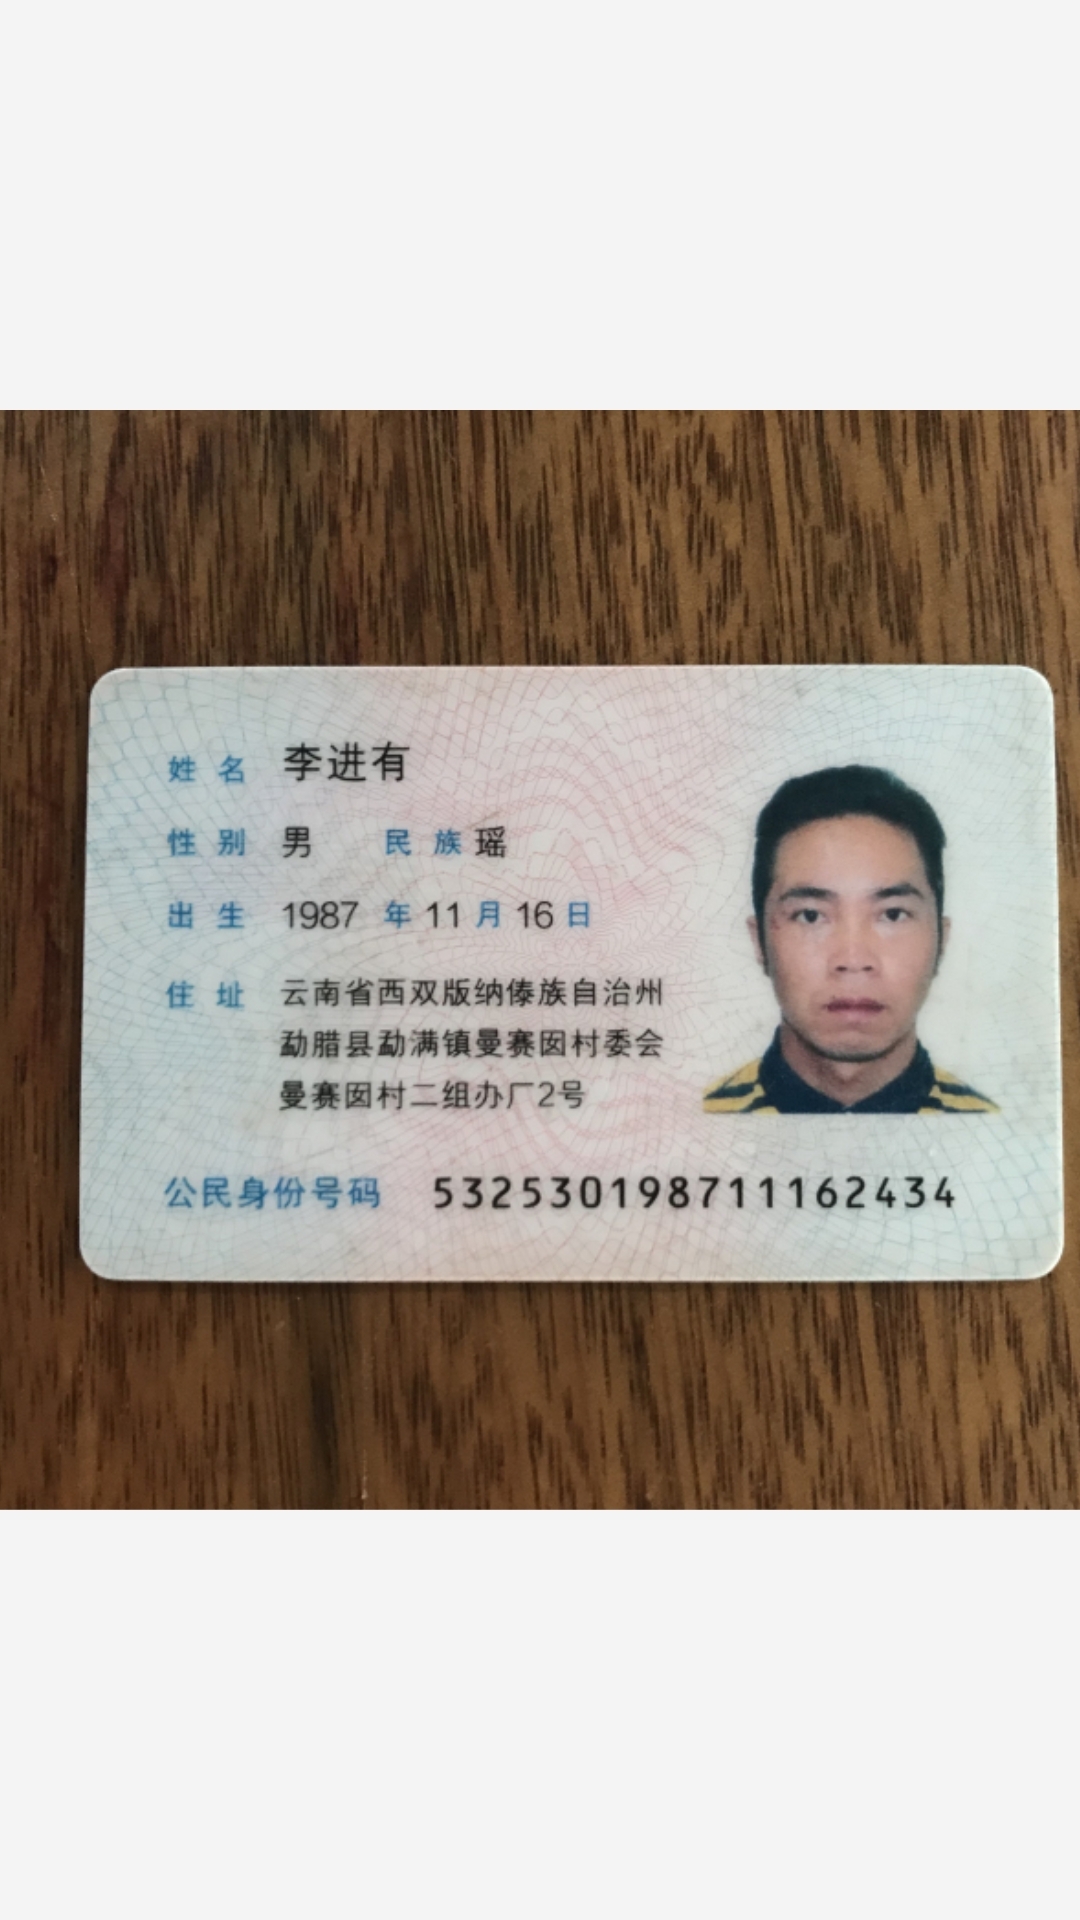 姓名 李进有
性别 男 民族 瑶
出生 1987 年 11 月 16 日
住址 云南省西双版纳傣族自治州
勐腊县勐满镇曼赛囡村委会
曼赛囡村二组办厂2号
公民身份号码 532530198711162434